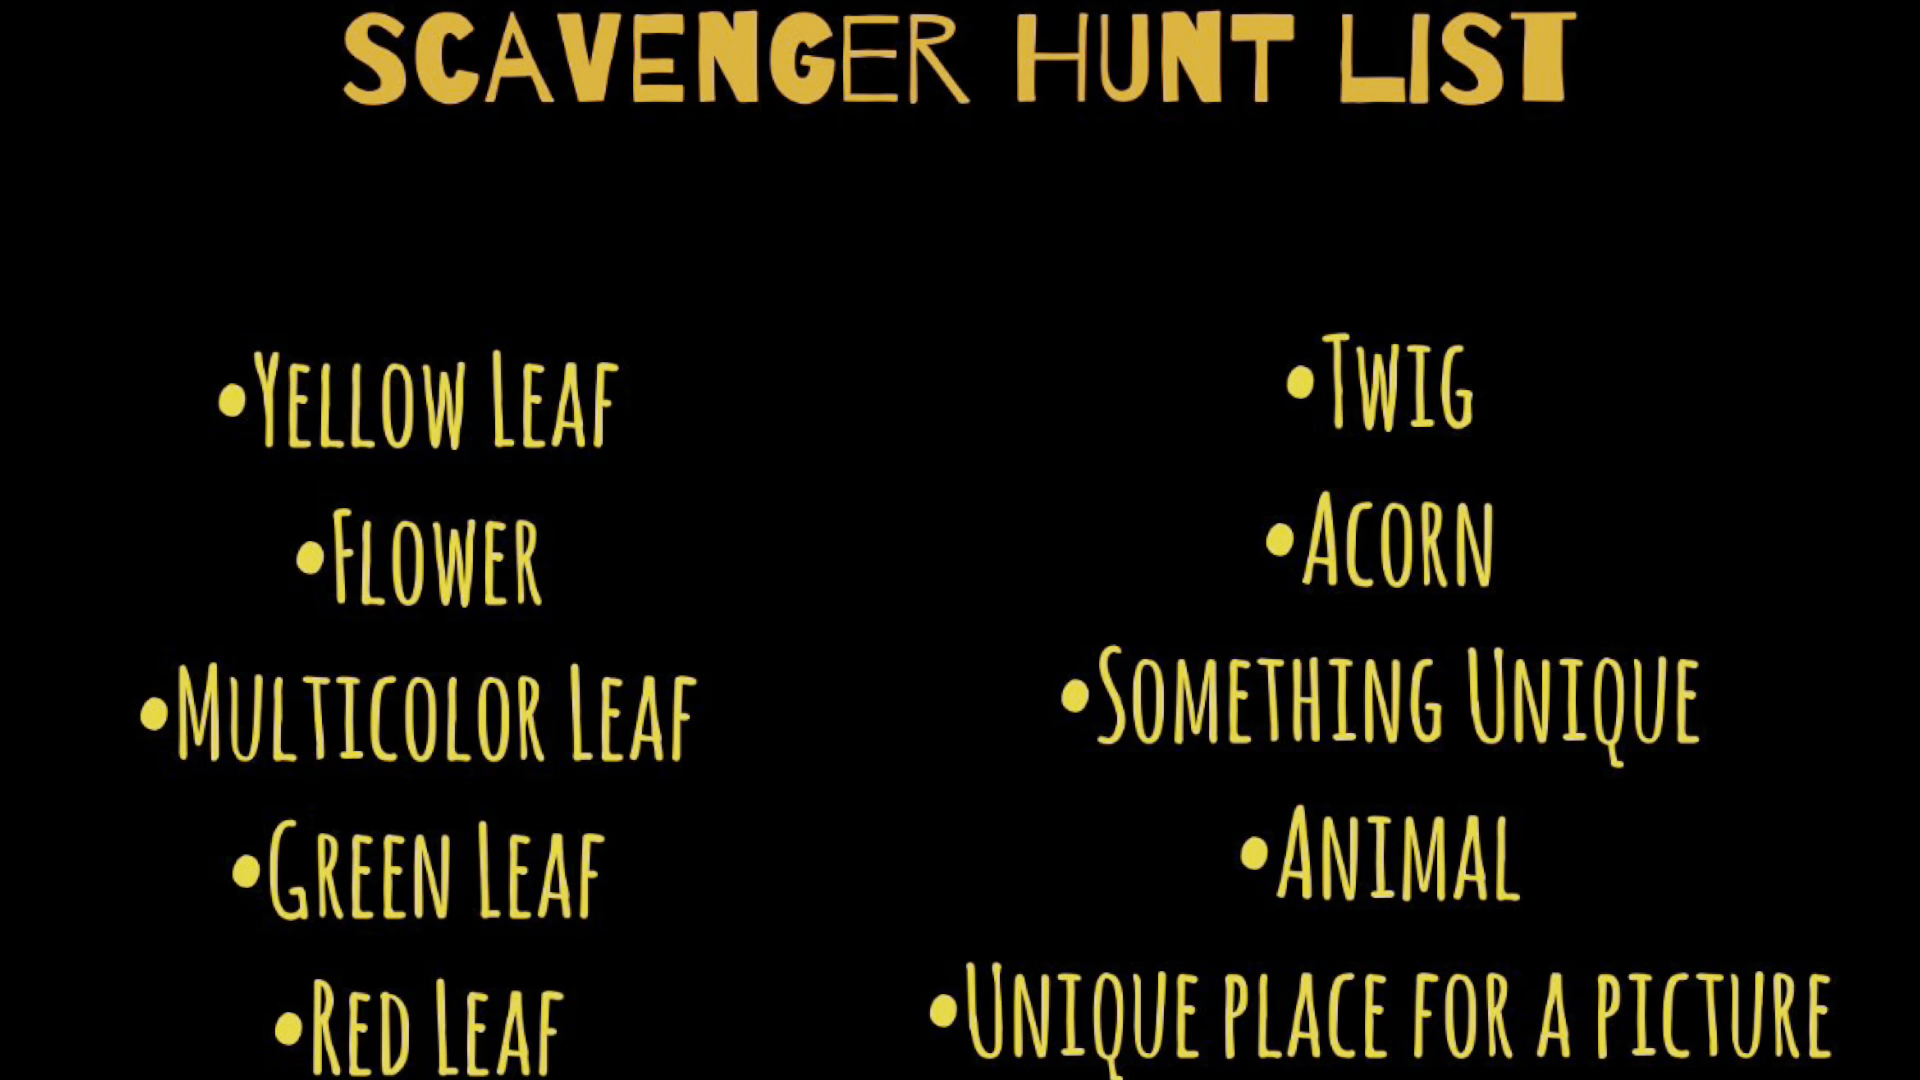 SCAVENGER HUNT LIST
•YELLOW LEAF
•FLOWER
•MULTICOLOR LEAF
•GREEN LEAF
•RED LEAF
•TWIG
•ACORN
•SOMETHING UNIQUE
•ANIMAL
•UNIQUE PLACE FOR A PICTURE